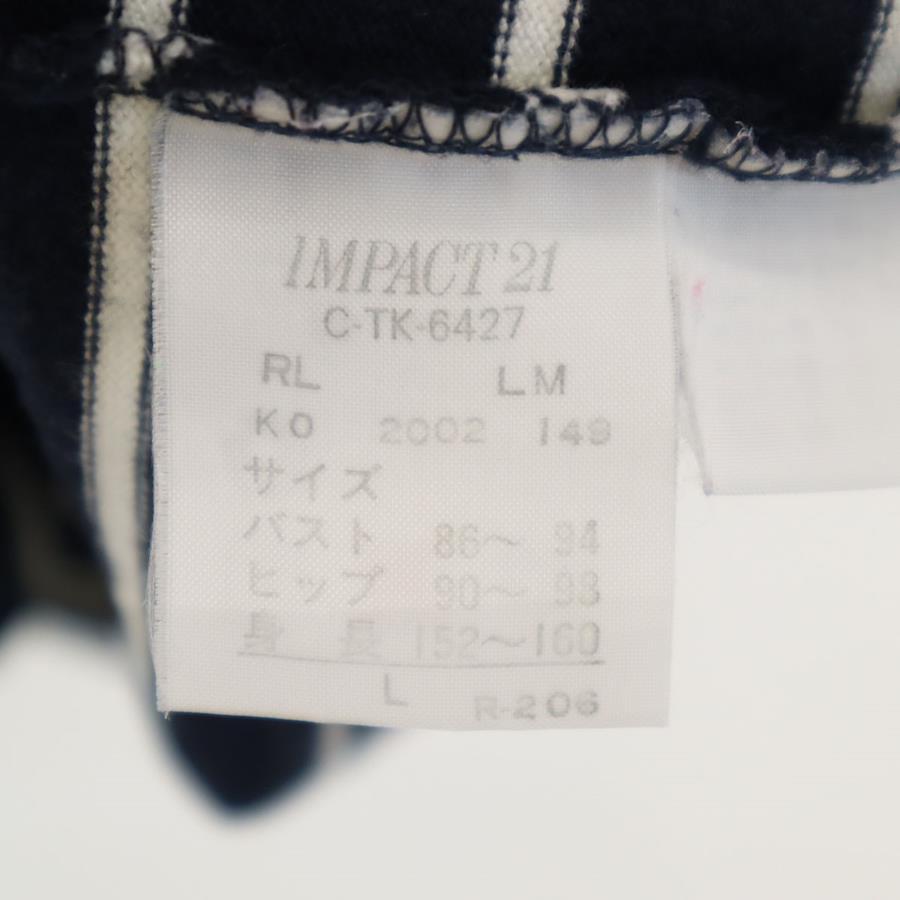 IMPACT 21
C-TK-6427
RL LM
KO 2002 149
サイズ
バスト 86～ 94
ヒップ 90～ 98
身 長 152～160
L R-206